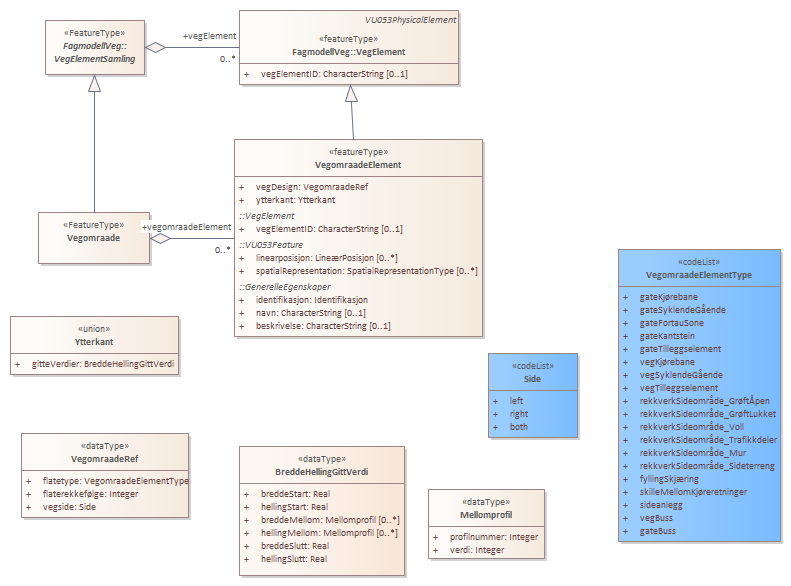 VU053PhysicalElement
«FeatureType»
FagmodellVeg::
VegElementSamling
+vegElement
0..*
«featureType»
FagmodellVeg::VegElement
+ vegElementID: CharacterString [0..1]
«featureType»
VegomraadeElement
+ vegDesign: VegomraadeRef
+ ytterkant: Ytterkant
::VegElement
+ vegElementID: CharacterString [0..1]
::VU053Feature
+ linearposisjon: LineærPosisjon [0..*]
+ spatialRepresentation: SpatialRepresentationType [0..*]
::GenerelleEgenskaper
+ identifikasjon: Identifikasjon
+ navn: CharacterString [0..1]
+ beskrivelse: CharacterString [0..1]
«FeatureType»
Vegomraade
+vegomraadeElement
0..*
«codeList»
VegomraadeElementType
+ gateKjørebane
+ gateSyklendeGående
+ gateFortauSone
+ gateKantstein
+ gateTilleggselement
+ vegKjørebane
+ vegSyklendeGående
+ vegTilleggselement
+ rekkverkSideområde_GrøftÅpen
+ rekkverkSideområde_GrøftLukket
+ rekkverkSideområde_Voll
+ rekkverkSideområde_Trafikkdeler
+ rekkverkSideområde_Mur
+ rekkverkSideområde_Sideterreng
+ fyllingSkjæring
+ skilleMellomKjøreretninger
+ sideanlegg
+ vegBuss
+ gateBuss
«union»
Ytterkant
+ gitteVerdier: BreddeHellingGittVerdi
«codeList»
Side
+ left
+ right
+ both
«dataType»
VegomraadeRef
+ flatetype: VegomraadeElementType
+ flaterekkefølge: Integer
+ vegside: Side
«dataType»
BreddeHellingGittVerdi
+ breddeStart: Real
+ hellingStart: Real
+ breddeMellom: Mellomprofil [0..*]
+ hellingMellom: Mellomprofil [0..*]
+ breddeSlutt: Real
+ hellingSlutt: Real
«dataType»
Mellomprofil
+ profilnummer: Integer
+ verdi: Integer